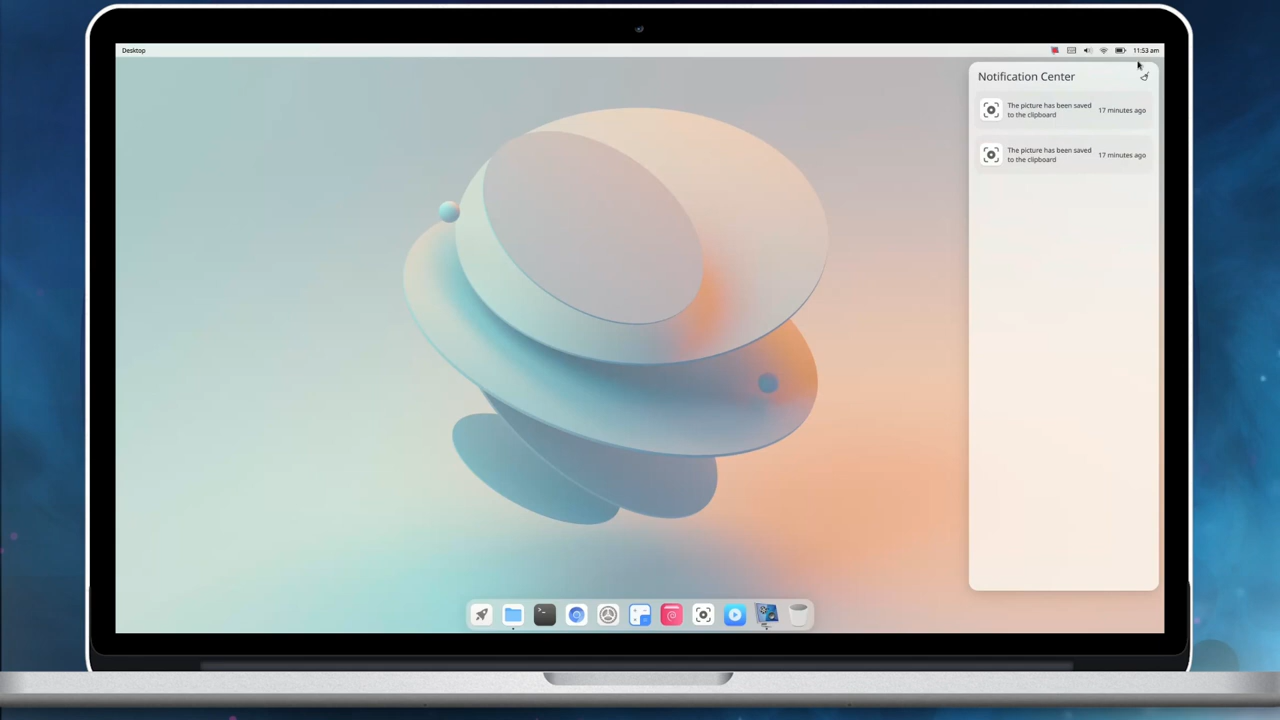 Desktop
11:53 am
Notification Center
The picture has been saved
to the clipboard
17 minutes ago
The picture has been saved
to the clipboard
17 minutes ago